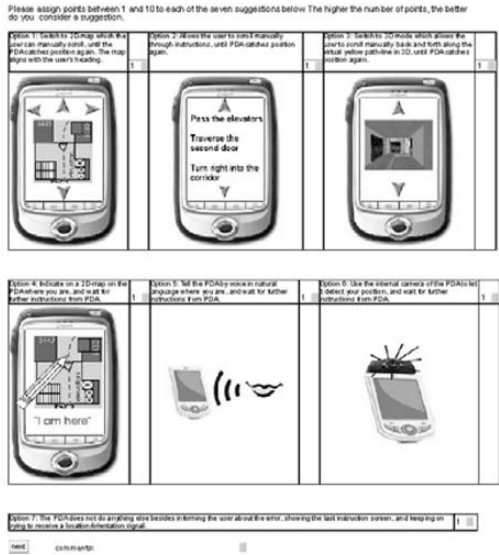 Please assign points between 1 and 10 to each of the seven suggestions below The higher the number of points, the better
do you consider a suggestion.
Option 1: Switch to 2D-map which the
user can manually scroll, until the
PDA catches position again. The map
aligns with the user's heading.
1
Option 2: Allows the user to scroll manually
through instructions, until PDA catches position
again.
1
Option 3: Switch to 3D mode which allows the
user to scroll manually back and forth along the
virtual yellow path-line in 3D, until PDA catches
position again.
1
Pass the elevators
Traverse the
second door
Turn right into the
corridor
Option 4: Indicate on a 2D-map on the
PDA where you are, and wait for
further instructions from PDA.
1
Option 5: Tell the PDA by voice in natural
language where you are, and wait for further
instructions from PDA.
1
Option 6: Use the internal camera of the PDA to let
it detect your position, and wait for further
instructions from PDA.
1
"I am here"
Option 7: The PDA does not do anything else besides informing the user about the error, showing the last instruction screen, and keeping on
trying to receive a location/orientation signal.
1
next
comments: